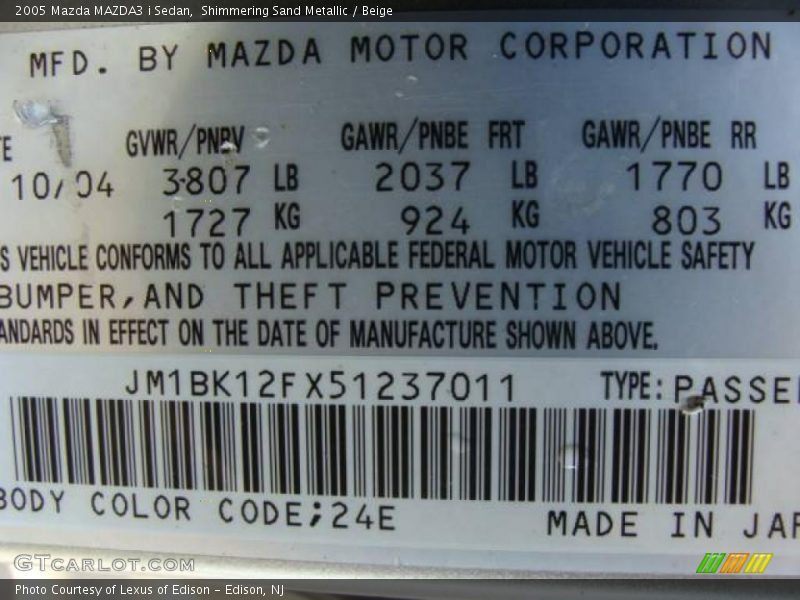 2005 Mazda MAZDA3 i Sedan,  Shimmering Sand Metallic / Beige
MFD. BY MAZDA MOTOR CORPORATION
TE GVWR/PNBV GAWR/PNBE FRT GAWR/PNBE RR
10/04 3807 LB 2037 LB 1770 LB
1727 KG 924 KG 803 KG
S VEHICLE CONFORMS TO ALL APPLICABLE FEDERAL MOTOR VEHICLE SAFETY
BUMPER,AND THEFT PREVENTION
ANDARDS IN EFFECT ON THE DATE OF MANUFACTURE SHOWN ABOVE.
JM1BK12FX51237011 TYPE: PASSE
BODY COLOR CODE;24E
MADE IN JAP
GTCARLOT.COM
Photo Courtesy of Lexus of Edison - Edison, NJ